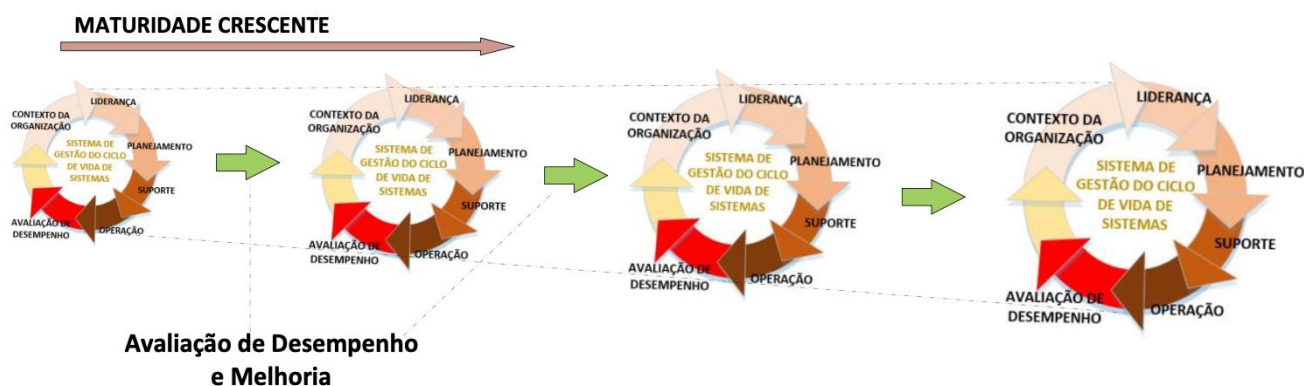 MATURIDADE CRESCENTE
LIDERANÇA
CONTEXTO DA
ORGANIZAÇÃO
SISTEMA DE
GESTÃO DO CICLO
DE VIDA DE
SISTEMAS
PLANEJAMENTO
SUPORTE
AVALIAÇÃO DE
DESEMPENHO
OPERAÇÃO
LIDERANÇA
CONTEXTO DA
ORGANIZAÇÃO
SISTEMA DE
GESTÃO DO CICLO
DE VIDA DE
SISTEMAS
PLANEJAMENTO
SUPORTE
AVALIAÇÃO DE
DESEMPENHO
OPERAÇÃO
LIDERANÇA
CONTEXTO DA
ORGANIZAÇÃO
SISTEMA DE
GESTÃO DO CICLO
DE VIDA DE
SISTEMAS
PLANEJAMENTO
SUPORTE
AVALIAÇÃO DE
DESEMPENHO
OPERAÇÃO
LIDERANÇA
CONTEXTO DA
ORGANIZAÇÃO
SISTEMA DE
GESTÃO DO CICLO
DE VIDA DE
SISTEMAS
PLANEJAMENTO
SUPORTE
AVALIAÇÃO DE
DESEMPENHO
OPERAÇÃO
Avaliação de Desempenho
e Melhoria